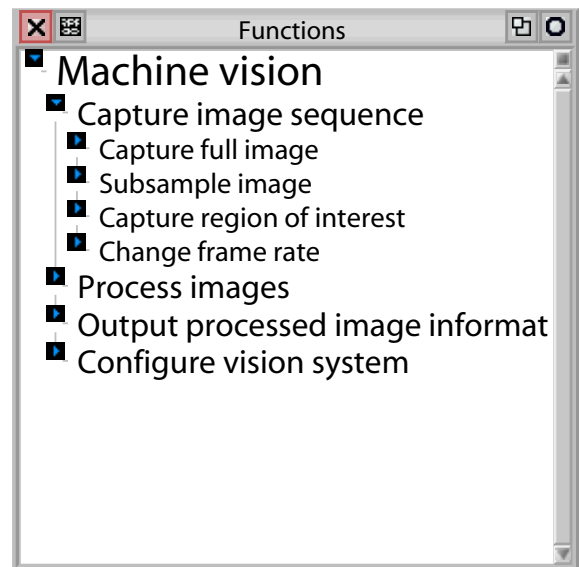 Functions
Machine vision
Capture image sequence
Capture full image
Subsample image
Capture region of interest
Change frame rate
Process images
Output processed image informat
Configure vision system